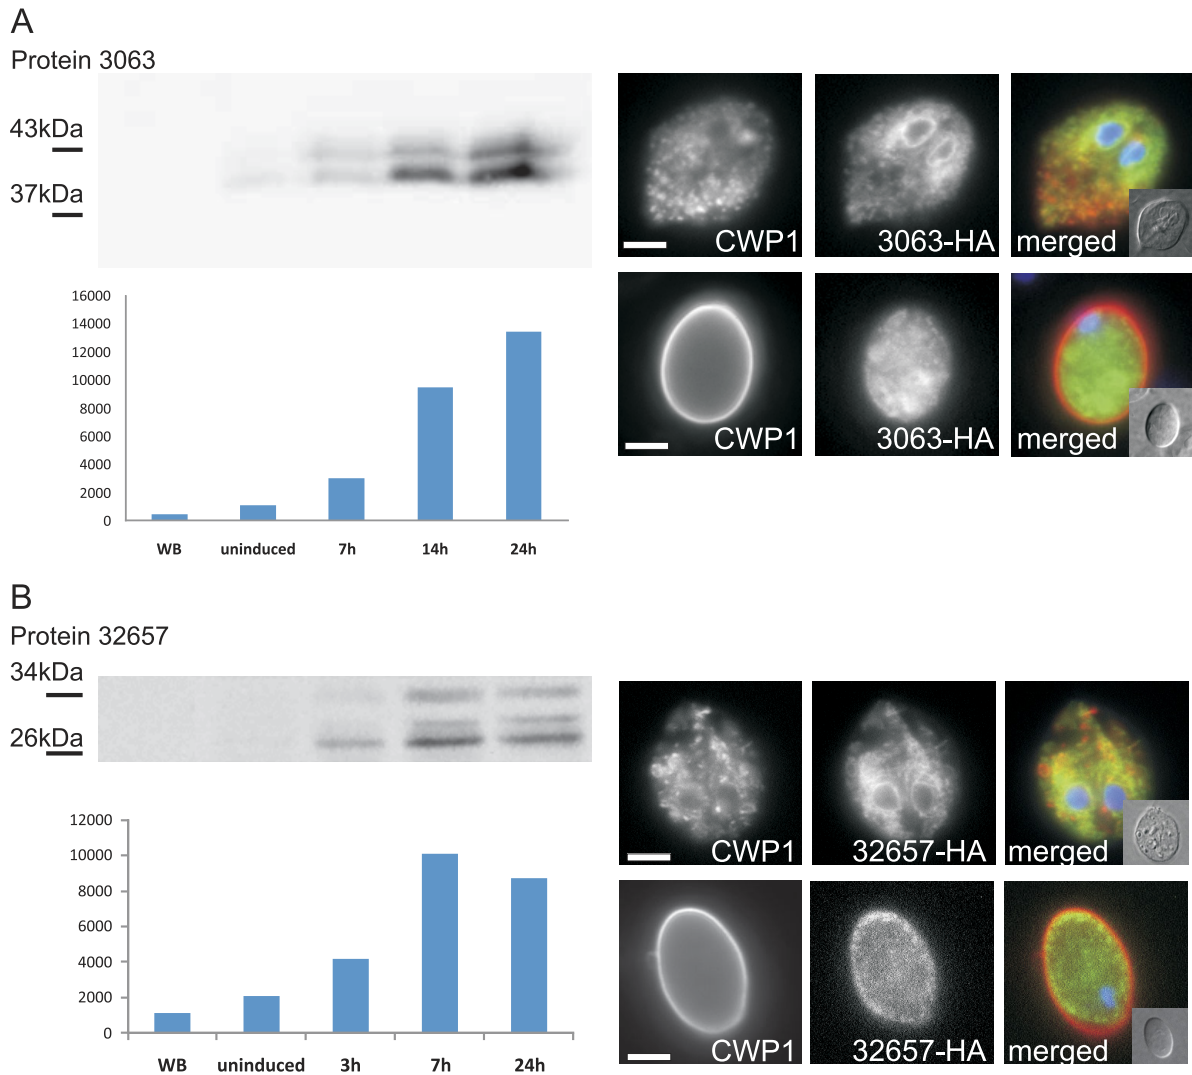 A
Protein 3063
43kDa
37kDa
CWP1
3063-HA
merged
CWP1
3063-HA
merged
16000
14000
12000
10000
8000
6000
4000
2000
0
WB
uninduced
7h
14h
24h
B
Protein 32657
34kDa
26kDa
CWP1
32657-HA
merged
CWP1
32657-HA
merged
12000
10000
8000
6000
4000
2000
0
WB
uninduced
3h
7h
24h